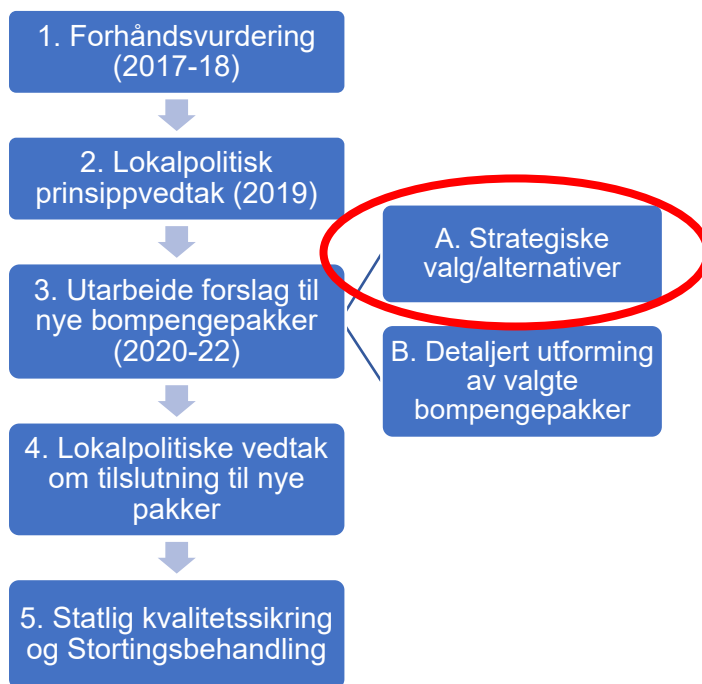 1. Forhåndsvurdering
(2017-18)
2. Lokalpolitisk
prinsippvedtak (2019)
3. Utarbeide forslag til
nye bompengepakker
(2020-22)
A. Strategiske
valg/alternativer
B. Detaljert utforming
av valgte
bompengepakker
4. Lokalpolitiske vedtak
om tilslutning til nye
pakker
5. Statlig kvalitetssikring
og Stortingsbehandling